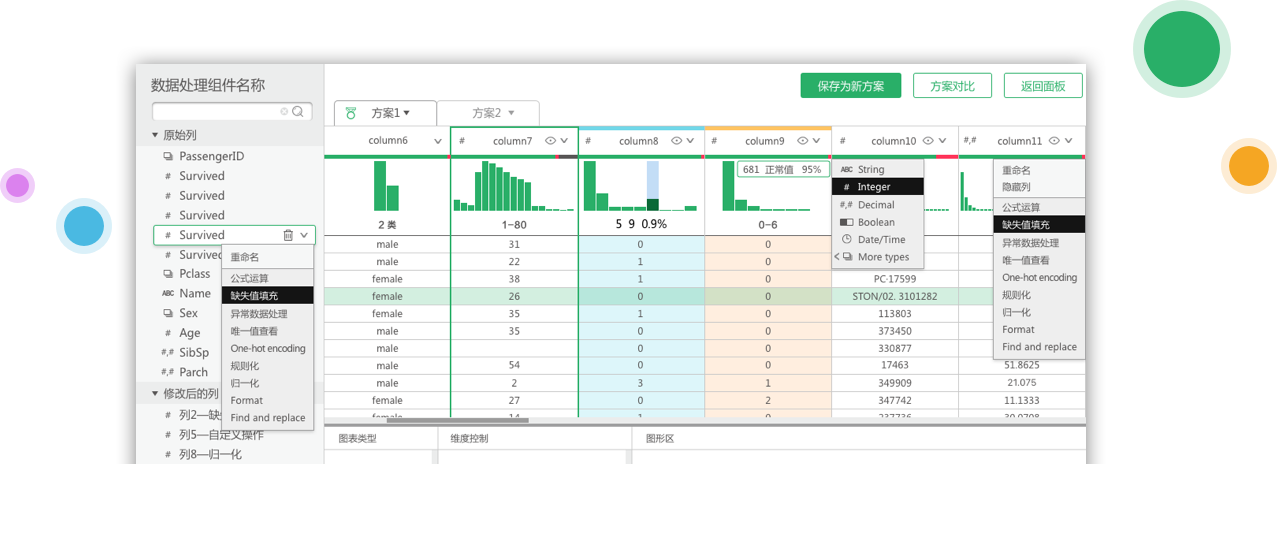 数据处理组件名称
保存为新方案 方案对比 返回面板
方案1 方案2
原始列
PassengerID
# Survived
# Survived
# Survived
# Survived
# Survived
Pclass
ABC Name
Sex
# Age
#,# SibSp
#,# Parch
修改后的列
# 列2—缺
# 列5—自定义操作
# 列8—归一化
重命名
公式运算
缺失值填充
异常数据处理
唯一值查看
One-hot encoding
规则化
归一化
Format
Find and replace
column6 # column7 # column8 # column9 # column10 #,# column11
681 正常值 95%
2 类 1–80 5 9 0.9% 0–6
male 31 0 0
male 22 1 0
female 38 1 0 PC-17599
female 26 0 0 STON/02. 3101282
female 35 1 0 113803
male 35 0 0 373450
male 0 0 330877
male 54 0 0 17463 51.8625
male 2 3 1 349909 21.075
female 27 0 2 347742 11.1333
female 14 1 0 237736 30.0708
ABC String
# Integer
#,# Decimal
Boolean
Date/Time
More types
重命名
隐藏列
公式运算
缺失值填充
异常数据处理
唯一值查看
One-hot encoding
规则化
归一化
Format
Find and replace
图表类型 维度控制 图形区